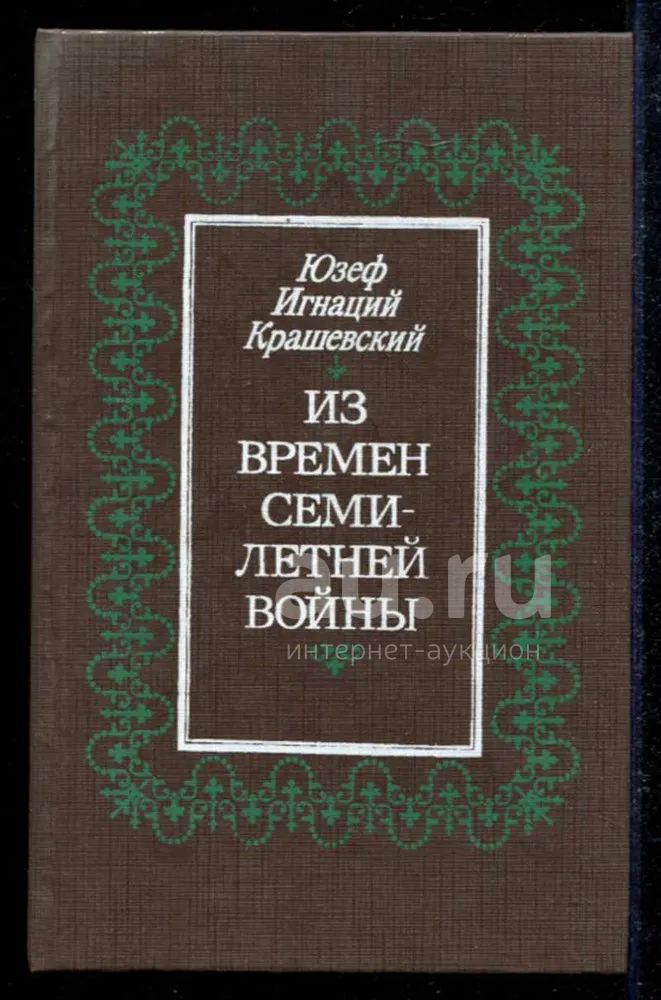 Юзеф
Игнаций
Крашевский
ИЗ
ВРЕМЕН
СЕМИ-
ЛЕТНЕЙ
ВОЙНЫ
au.ru
интернет-аукцион